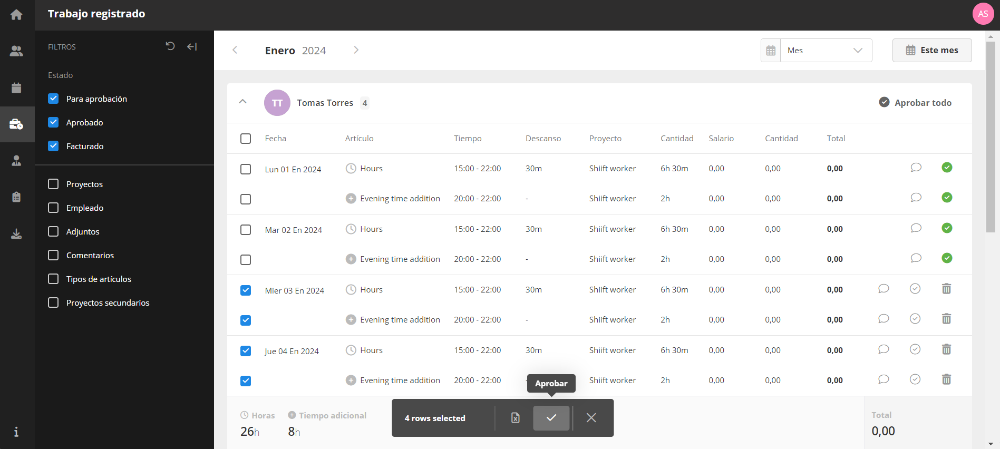 Trabajo registrado
AS
FILTROS
Estado
Para aprobación
Aprobado
Facturado
Proyectos
Empleado
Adjuntos
Comentarios
Tipos de artículos
Proyectos secundarios
Enero 2024
Mes
Este mes
TT Tomas Torres 4
Aprobar todo
Fecha Artículo Tiempo Descanso Proyecto Cantidad Salario Cantidad Total
Lun 01 En 2024 Hours 15:00 - 22:00 30m Shiift worker 6h 30m 0,00 0,00 0,00
Evening time addition 20:00 - 22:00 - Shiift worker 2h 0,00 0,00 0,00
Mar 02 En 2024 Hours 15:00 - 22:00 30m Shiift worker 6h 30m 0,00 0,00 0,00
Evening time addition 20:00 - 22:00 - Shiift worker 2h 0,00 0,00 0,00
Mier 03 En 2024 Hours 15:00 - 22:00 30m Shiift worker 6h 30m 0,00 0,00 0,00
Evening time addition 20:00 - 22:00 - Shiift worker 2h 0,00 0,00 0,00
Jue 04 En 2024 Hours 15:00 - 22:00 30m Shiift worker 6h 30m 0,00 0,00 0,00
Evening time addition 20:00 - 22:00 - Shiift worker 2h 0,00 0,00 0,00
Aprobar
4 rows selected
Horas Tiempo adicional
26h 8h
Total
0,00